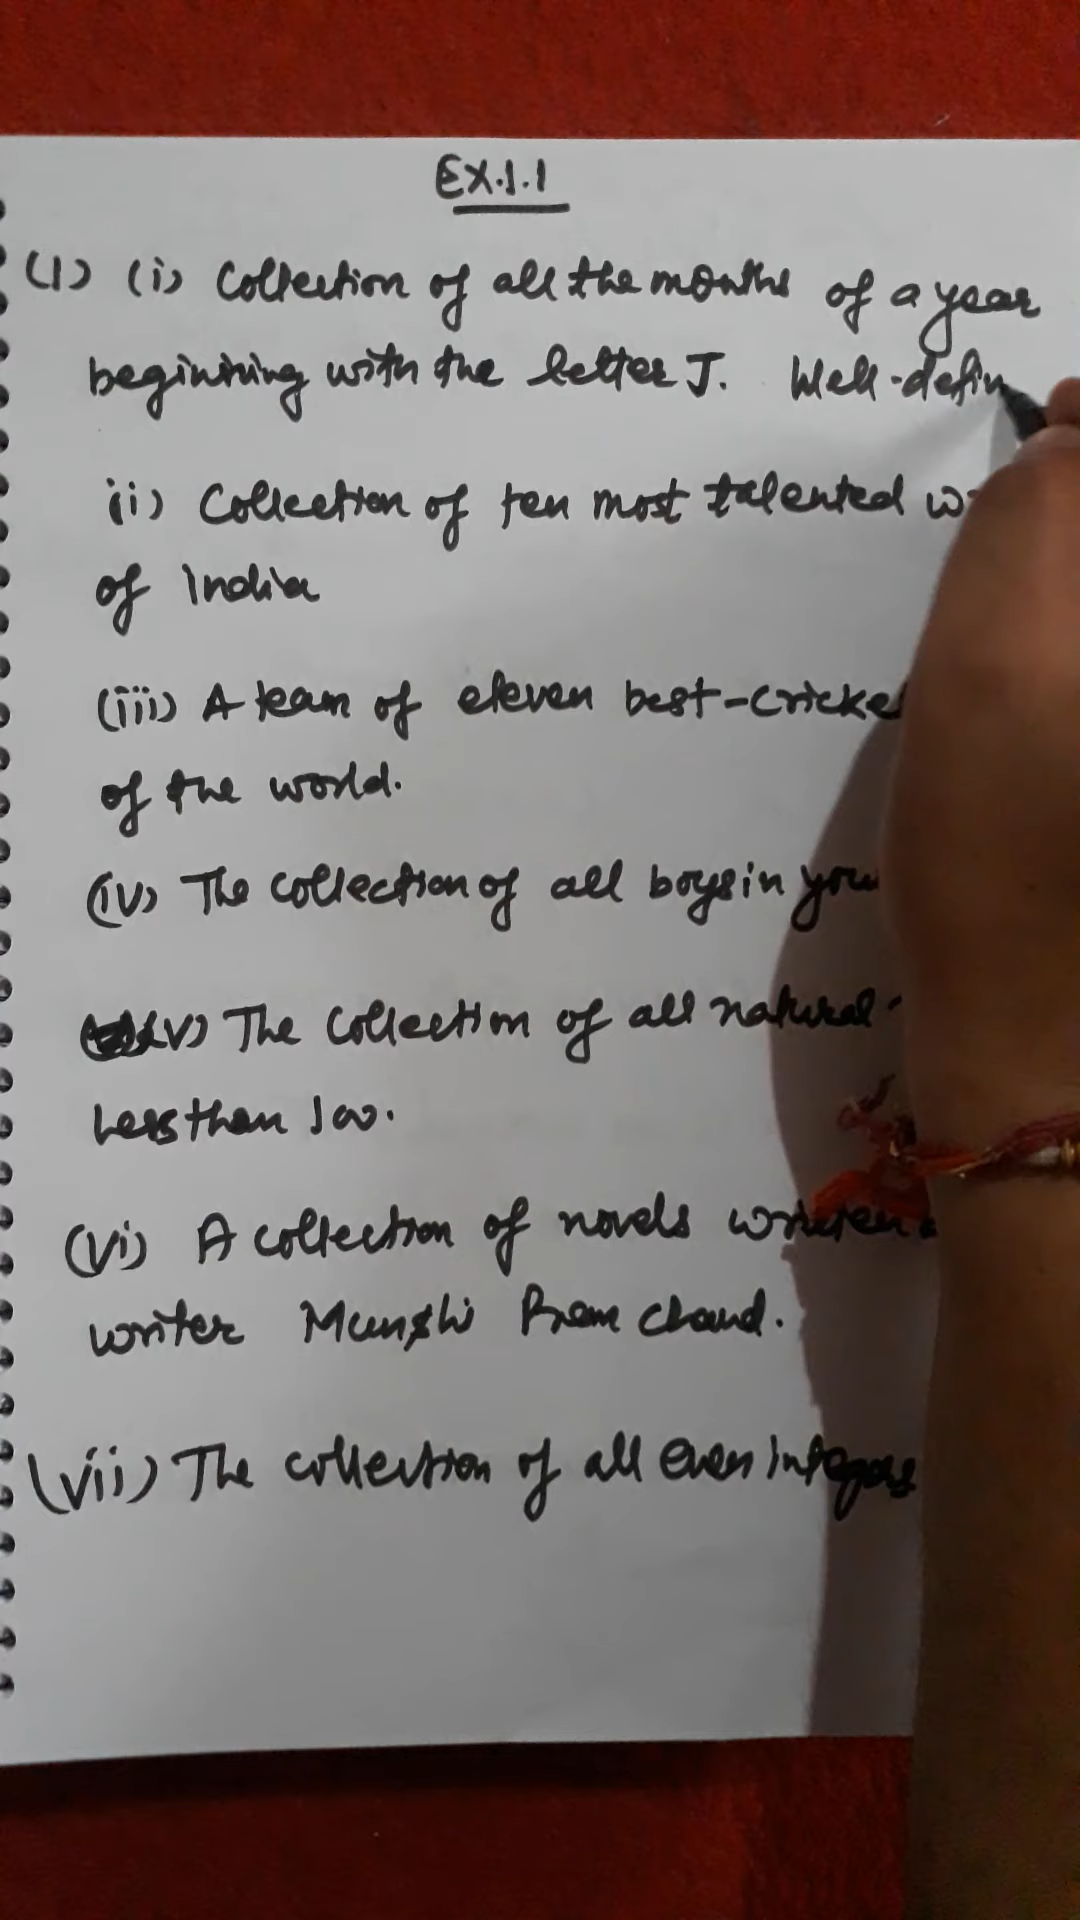 Ex.1.1
(1) (i) Collection of all the months of a year
beginning with the letter J. Well-defin
(ii) Collection of ten most talented
of India
(iii) A team of eleven best-cricke
of the world.
(iv) The collection of all boys in you
(v) The collection of all natural
less than 100.
(vi) A collection of novels written
writer Munshi Prem Chand.
(vii) The collection of all even integers